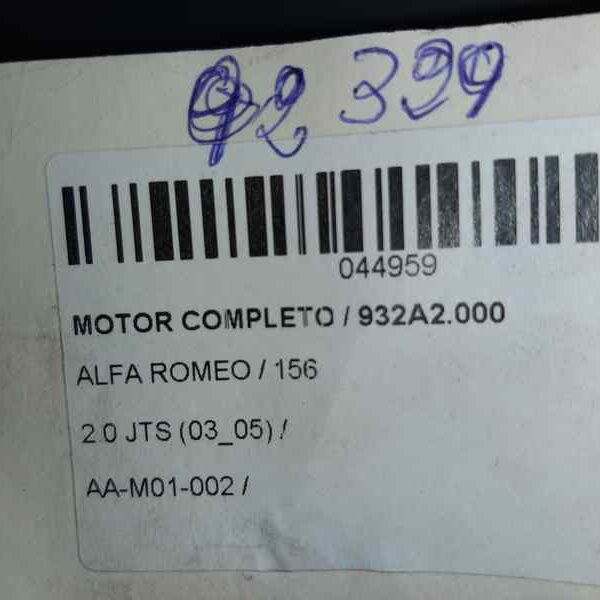 92 399
044959
MOTOR COMPLETO / 932A2.000
ALFA ROMEO / 156
2.0 JTS (03_05) /
AA-M01-002 /